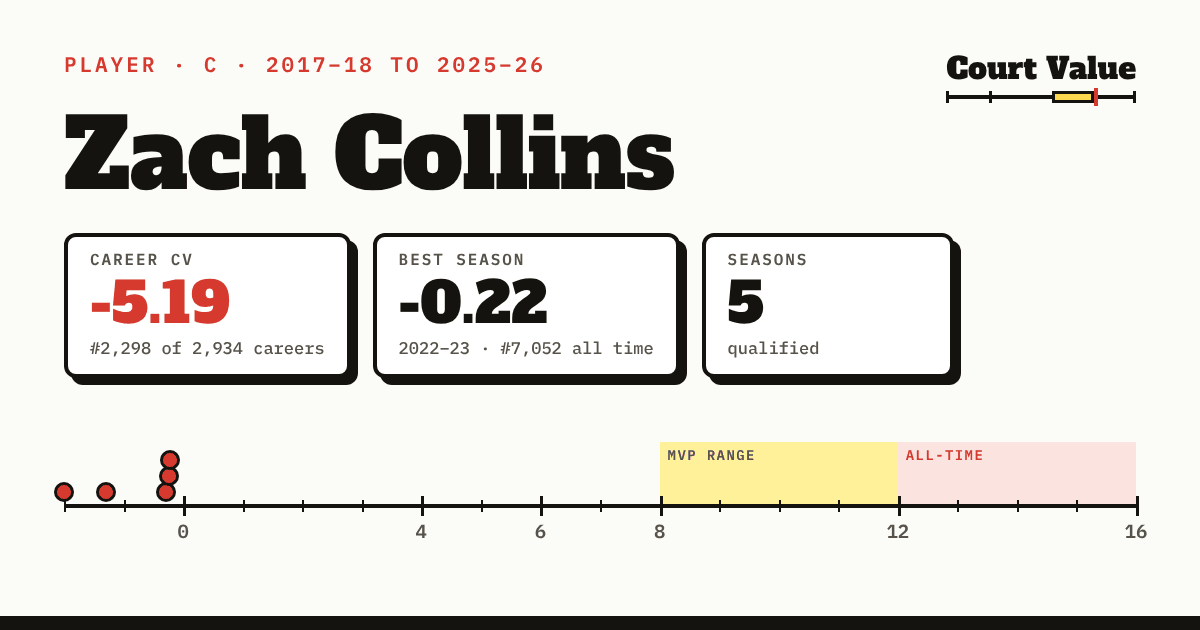 PLAYER · C · 2017–18 TO 2025–26
Court Value
Zach Collins
CAREER CV
-5.19
#2,298 of 2,934 careers
BEST SEASON
-0.22
2022–23 · #7,052 all time
SEASONS
5
qualified
MVP RANGE
ALL-TIME
0 4 6 8 12 16